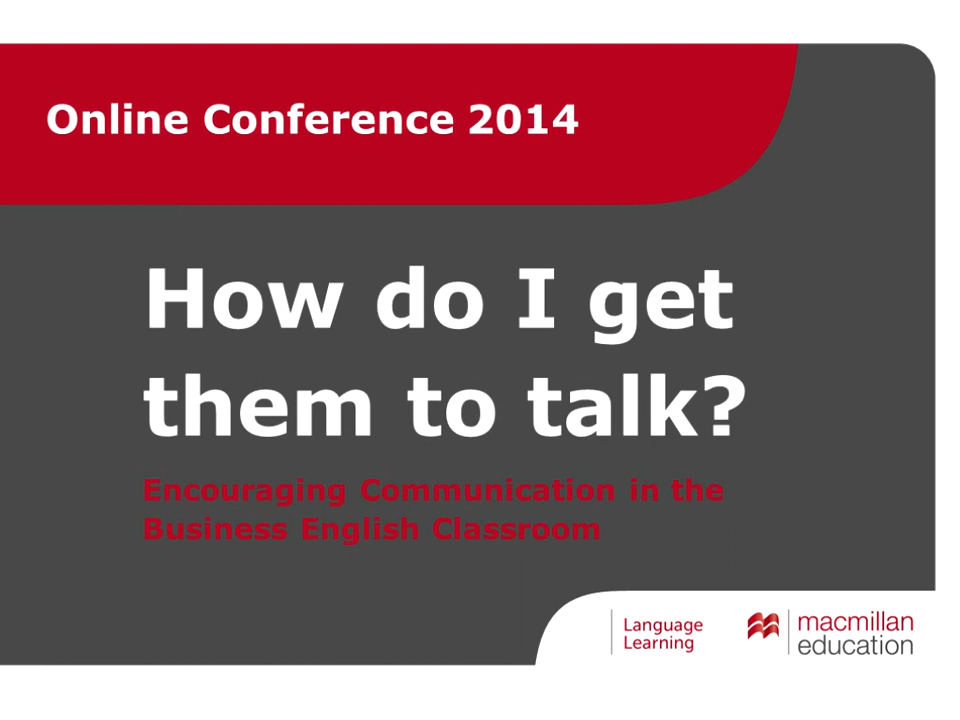 Online Conference 2014
How do I get
them to talk?
Encouraging Communication in the
Business English Classroom
Language
Learning
macmillan
education